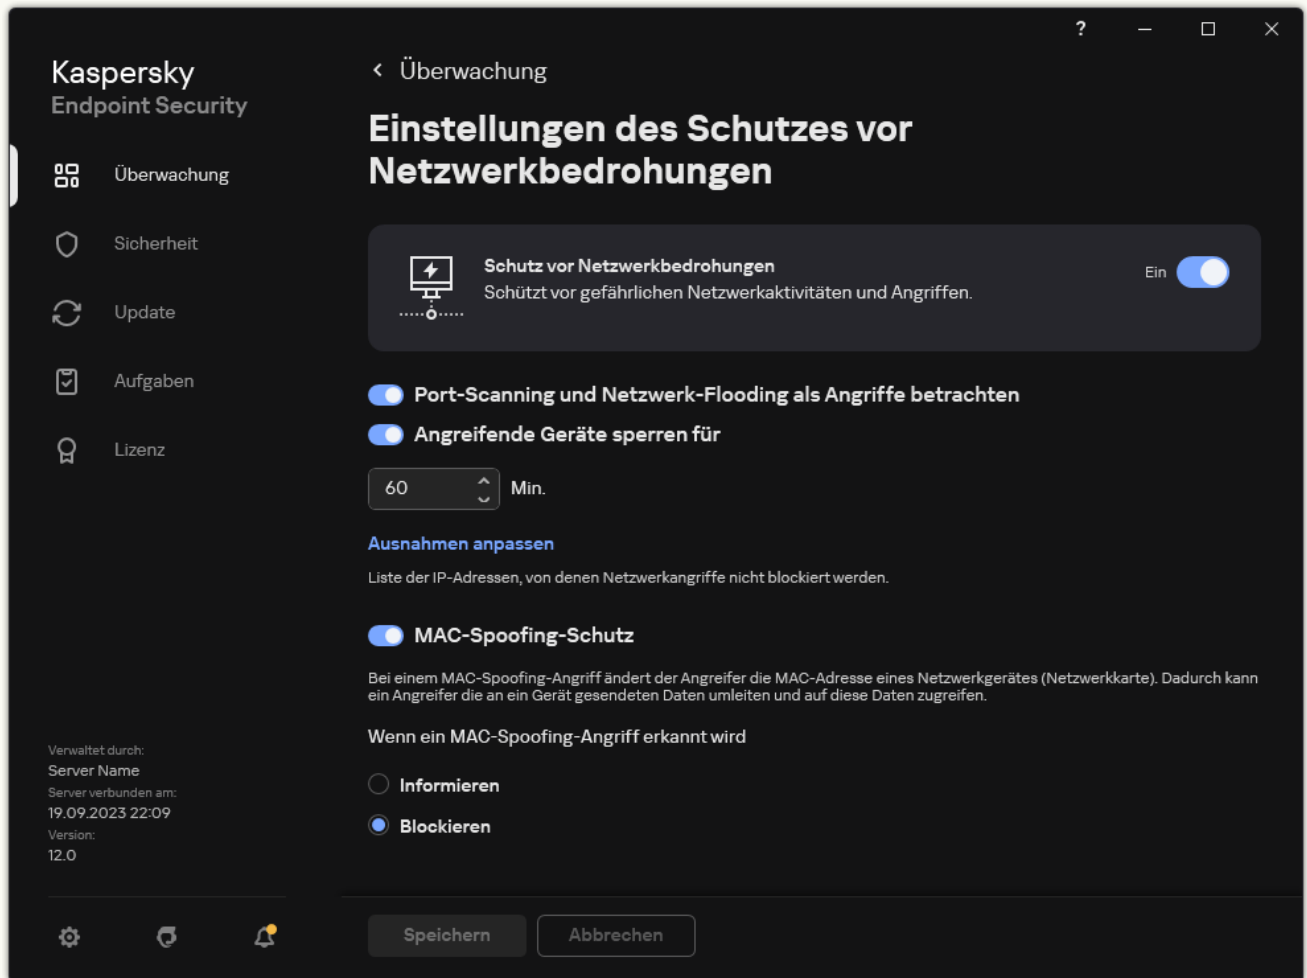 ?
Kaspersky
Endpoint Security
Überwachung
Sicherheit
Update
Aufgaben
Lizenz
Verwaltet durch:
Server Name
Server verbunden am:
19.09.2023 22:09
Version:
12.0
Überwachung
Einstellungen des Schutzes vor
Netzwerkbedrohungen
Schutz vor Netzwerkbedrohungen
Schützt vor gefährlichen Netzwerkaktivitäten und Angriffen.
Ein
Port-Scanning und Netzwerk-Flooding als Angriffe betrachten
Angreifende Geräte sperren für
60 Min.
Ausnahmen anpassen
Liste der IP-Adressen, von denen Netzwerkangriffe nicht blockiert werden.
MAC-Spoofing-Schutz
Bei einem MAC-Spoofing-Angriff ändert der Angreifer die MAC-Adresse eines Netzwerkgerätes (Netzwerkkarte). Dadurch kann
ein Angreifer die an ein Gerät gesendeten Daten umleiten und auf diese Daten zugreifen.
Wenn ein MAC-Spoofing-Angriff erkannt wird
Informieren
Blockieren
Speichern
Abbrechen